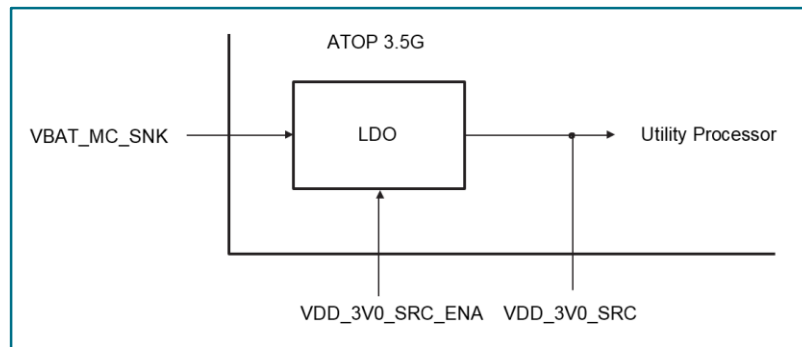 ATOP 3.5G
VBAT_MC_SNK
LDO
Utility Processor
VDD_3V0_SRC_ENA
VDD_3V0_SRC